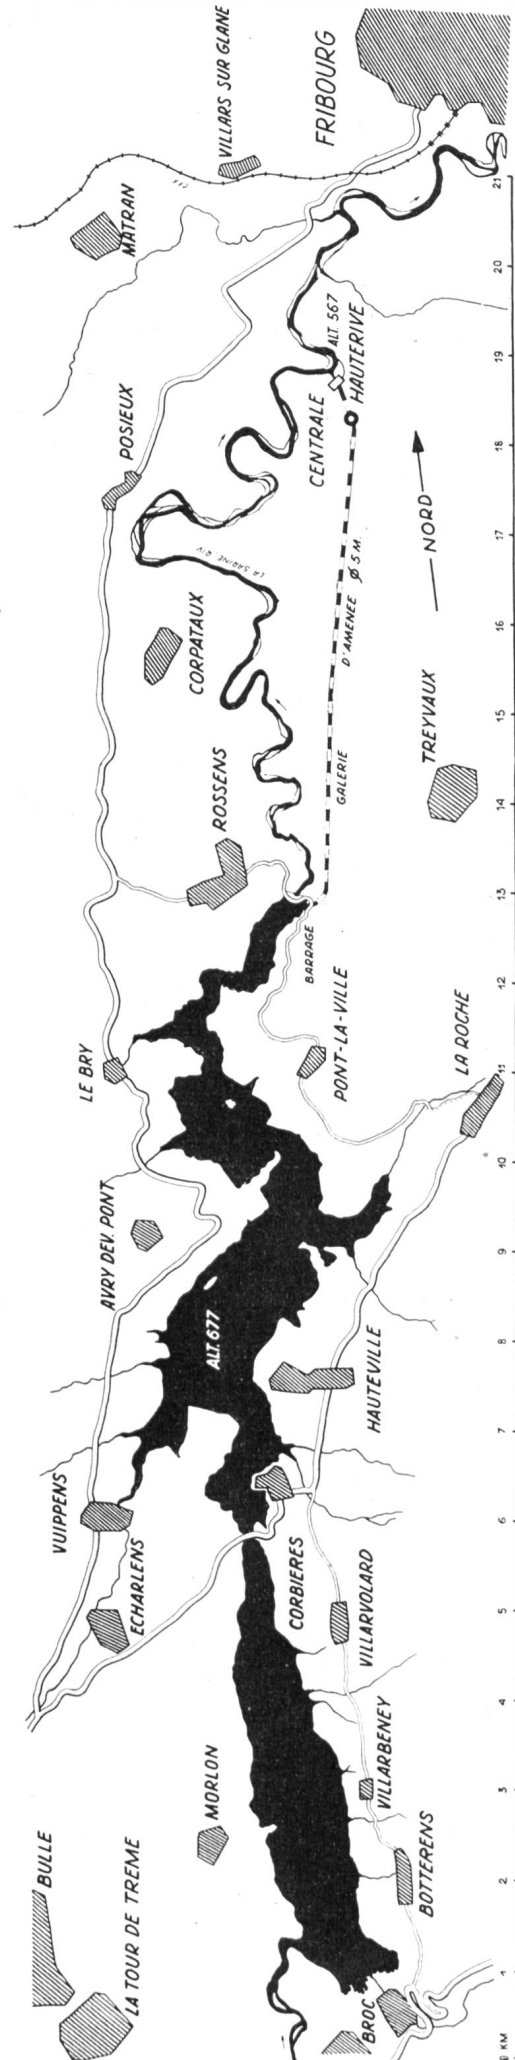 FRIBOURG
VILLARS SUR GLANE
CFF
MATRAN
POSIEUX
ALT. 567
HAUTERIVE
CENTRALE
NORD
LA SARINE RIV
D'AMENEE Ø 5 M.
GALERIE
CORPATAUX
TREYVAUX
ROSSENS
BARRAGE
PONT-LA-VILLE
LA ROCHE
LE BRY
AVRY DEV. PONT
ALT. 677
HAUTEVILLE
VUIPPENS
ECHARLENS
CORBIERES
VILLARVOLARD
MORLON
VILLARBENEY
BOTTERENS
BULLE
LA TOUR DE TREME
BROC
0 KM
1
2
3
4
5
6
7
8
9
10
11
12
13
14
15
16
17
18
19
20
21